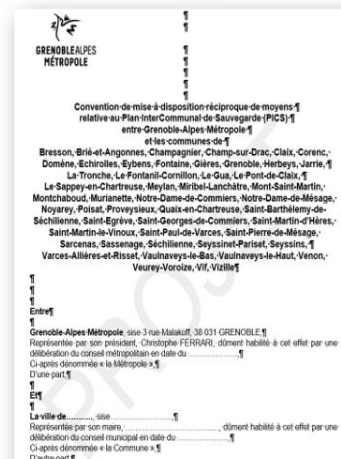 GRENOBLEALPES
MÉTROPOLE
Convention de mise à disposition réciproque de moyens¶
relative au Plan InterCommunal de Sauvegarde (PICS)¶
entre Grenoble-Alpes Métropole¶
et les communes de¶
Bresson, Brié-et-Angonnes, Champagnier, Champ-sur-Drac, Claix, Corenc,
Domène, Echirolles, Eybens, Fontaine, Gières, Grenoble, Herbeys, Jarrie,¶
La Tronche, Le Fontanil-Cornillon, Le Gua, Le Pont-de-Claix,¶
Le Sappey-en-Chartreuse, Meylan, Miribel-Lanchâtre, Mont-Saint-Martin,
Montchaboud, Murianette, Notre-Dame-de-Commiers, Notre-Dame-de-Mésage,
Noyarey, Poisat, Proveysieux, Quaix-en-Chartreuse, Saint-Barthélemy-de-
Séchilienne, Saint-Egrève, Saint-Georges-de-Commiers, Saint-Martin-d'Hères,
Saint-Martin-le-Vinoux, Saint-Paul-de-Varces, Saint-Pierre-de-Mésage,
Sarcenas, Sassenage, Séchilienne, Seyssinet-Pariset, Seyssins,¶
Varces-Allières-et-Risset, Vaulnaveys-le-Bas, Vaulnaveys-le-Haut, Venon,
Veurey-Voroize, Vif, Vizille¶
Entre¶
Grenoble-Alpes Métropole, sise 3 rue Malakoff, 38 031 GRENOBLE,¶
Représentée par son président, Christophe FERRARI, dûment habilité à cet effet par une
délibération du conseil métropolitain en date du ....................,¶
Ci-après dénommée « la Métropole »,¶
D'une part,¶
Et¶
La ville de..........., sise....................,¶
Représentée par son maire, ...................., dûment habilité à cet effet par une
délibération du conseil municipal en date du ....................,¶
Ci-après dénommée « la Commune »,¶
D'autre part,¶
PROJET